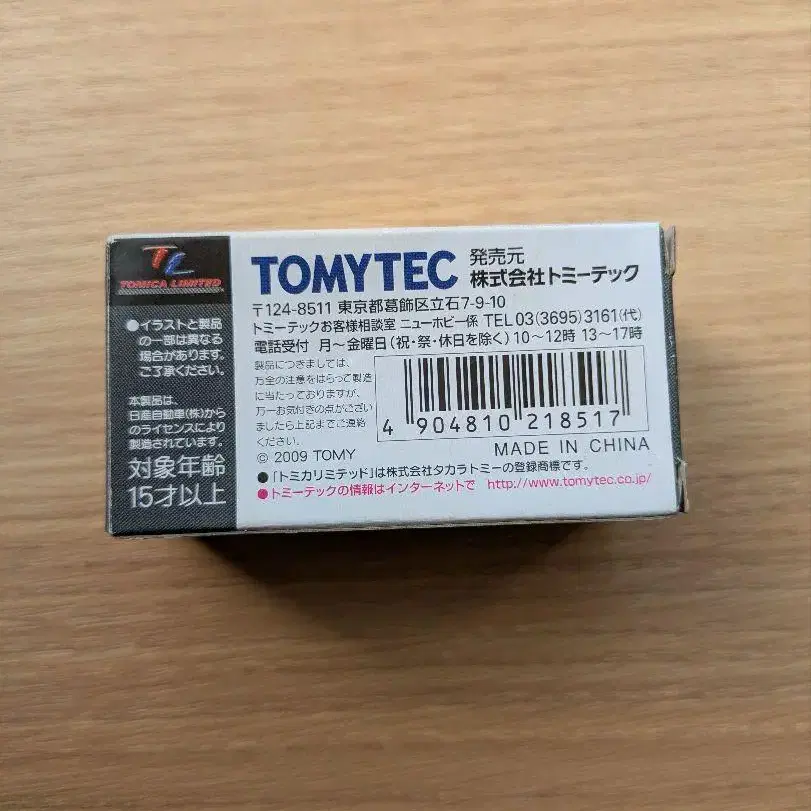 TL
TOMICA LIMITED
●イラストと製品
の一部は異なる
場合があります。
ご了承ください。
本製品は、
日産自動車(株)から
のライセンスにより
製造されています。
対象年齢
15才以上
TOMYTEC
発売元
株式会社トミーテック
〒124-8511 東京都葛飾区立石7-9-10
トミーテックお客様相談室 ニューホビー係 TEL 03(3695)3161(代)
電話受付 月〜金曜日(祝・祭・休日を除く)10〜12時 13〜17時
製品につきましては、
万全の注意をはらって製造
に当たっておりますが、
万一お気付きの点がござい
ましたら上記までご連絡
ください。
© 2009 TOMY
4 904810 218517
MADE IN CHINA
●「トミカリミテッド」は株式会社タカラトミーの登録商標です。
●トミーテックの情報はインターネットで http://www.tomytec.co.jp/